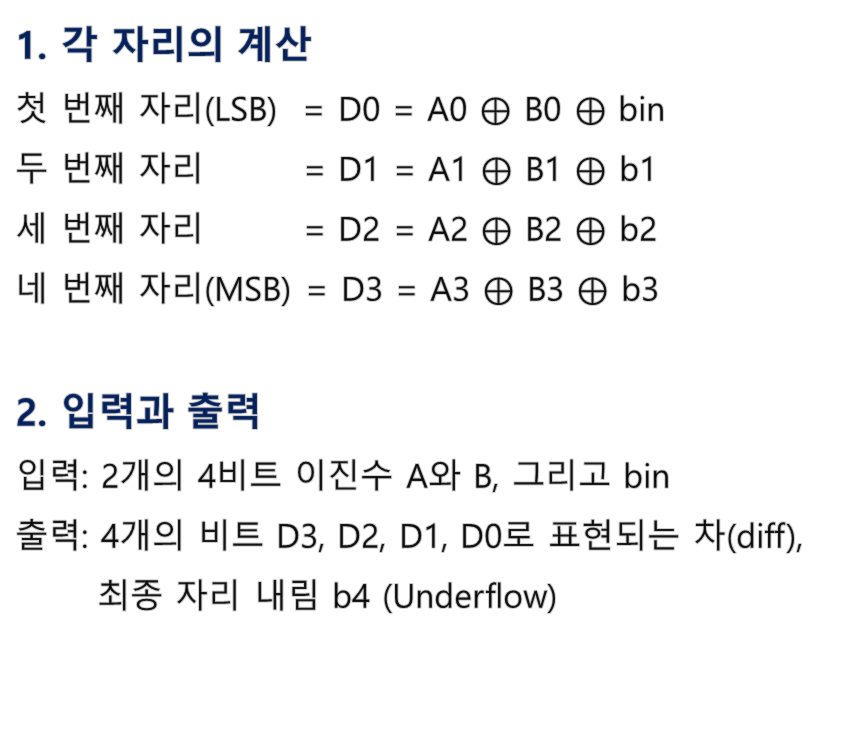 1. 각 자리의 계산
첫 번째 자리(LSB) = D0 = A0 ⊕ B0 ⊕ bin
두 번째 자리 = D1 = A1 ⊕ B1 ⊕ b1
세 번째 자리 = D2 = A2 ⊕ B2 ⊕ b2
네 번째 자리(MSB) = D3 = A3 ⊕ B3 ⊕ b3
2. 입력과 출력
입력: 2개의 4비트 이진수 A와 B, 그리고 bin
출력: 4개의 비트 D3, D2, D1, D0로 표현되는 차(diff),
최종 자리 내림 b4 (Underflow)